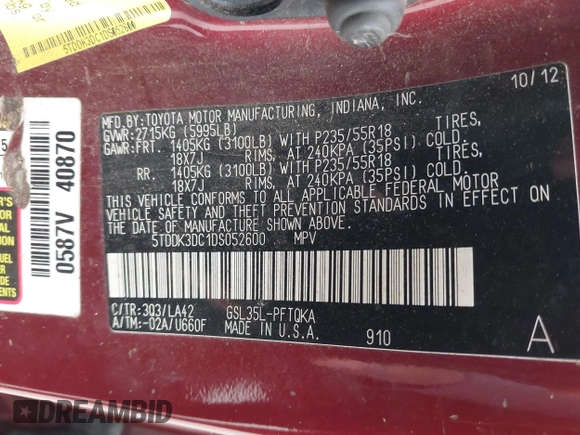 5TDDK3DC1DS052600
0587V 40870
MFD.BY:TOYOTA MOTOR MANUFACTURING, INDIANA, INC. 10/12
GVWR:2715KG (5995LB)
GAWR:FRT. 1405KG (3100LB) WITH P235/55R18 TIRES,
18X7J RIMS, AT 240KPA (35PSI) COLD.
RR. 1405KG (3100LB) WITH P235/55R18 TIRES,
18X7J RIMS, AT 240KPA (35PSI) COLD.
THIS VEHICLE CONFORMS TO ALL APPLICABLE FEDERAL MOTOR
VEHICLE SAFETY AND THEFT PREVENTION STANDARDS IN EFFECT ON
THE DATE OF MANUFACTURE SHOWN ABOVE.
5TDDK3DC1DS052600 MPV
C/TR:3Q3/LA42 GSL35L-PFTQKA
A/TM:-02A/U660F MADE IN U.S.A. 910 A
DREAMBID